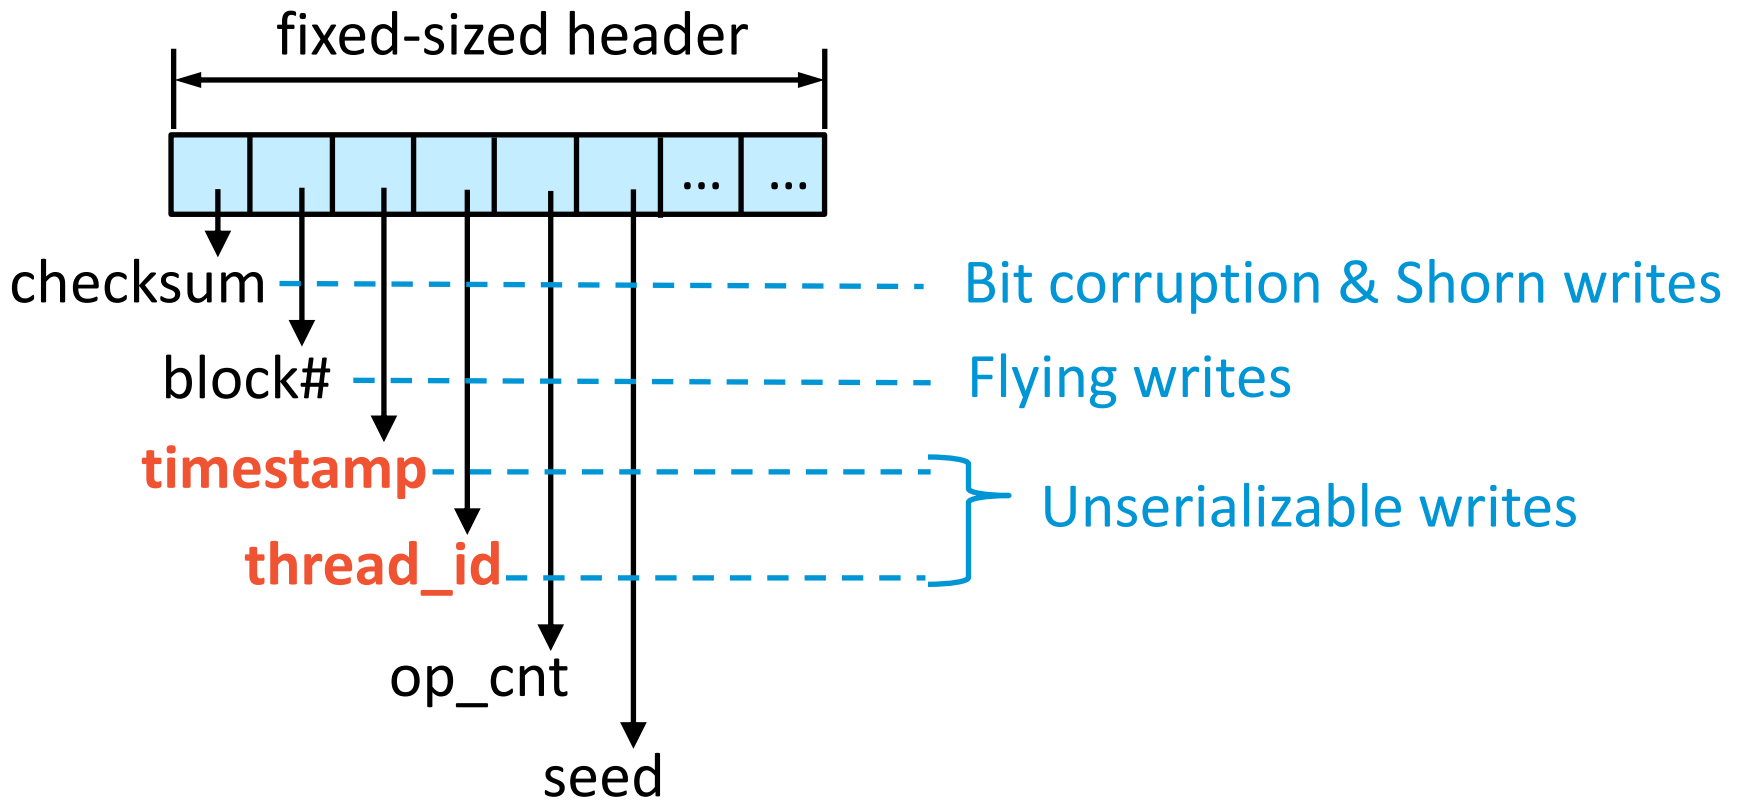 fixed-sized header
... ...
checksum
Bit corruption & Shorn writes
block#
Flying writes
timestamp
Unserializable writes
thread_id
op_cnt
seed